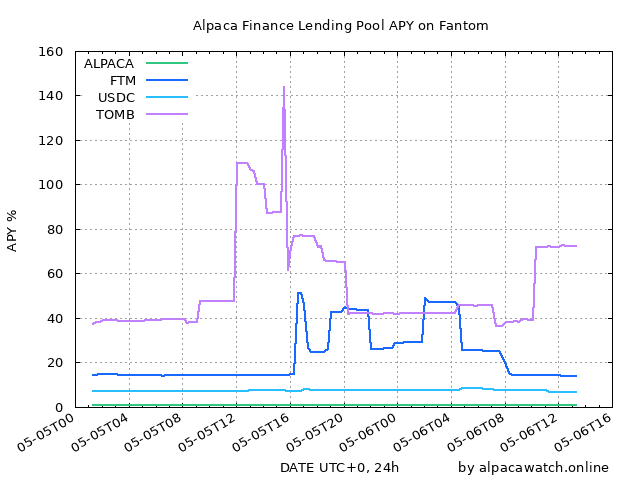 Alpaca Finance Lending Pool APY on Fantom
160
140
120
100
80
60
40
20
0
APY %
ALPACA
FTM
USDC
TOMB
05-05T00
05-05T04
05-05T08
05-05T12
05-05T16
05-05T20
05-06T00
05-06T04
05-06T08
05-06T12
05-06T16
DATE UTC+0, 24h
by alpacawatch.online